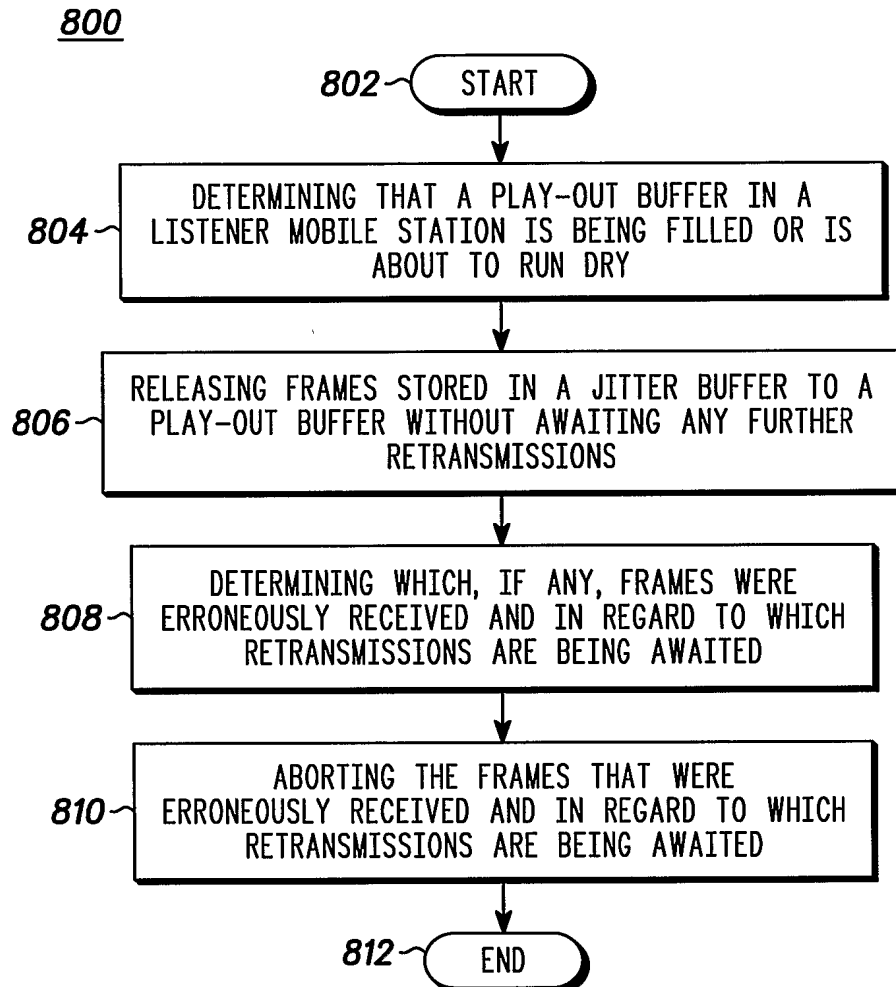 800
802
START
804
DETERMINING THAT A PLAY-OUT BUFFER IN A
LISTENER MOBILE STATION IS BEING FILLED OR IS
ABOUT TO RUN DRY
806
RELEASING FRAMES STORED IN A JITTER BUFFER TO A
PLAY-OUT BUFFER WITHOUT AWAITING ANY FURTHER
RETRANSMISSIONS
808
DETERMINING WHICH, IF ANY, FRAMES WERE
ERRONEOUSLY RECEIVED AND IN REGARD TO WHICH
RETRANSMISSIONS ARE BEING AWAITED
810
ABORTING THE FRAMES THAT WERE
ERRONEOUSLY RECEIVED AND IN REGARD TO WHICH
RETRANSMISSIONS ARE BEING AWAITED
812
END